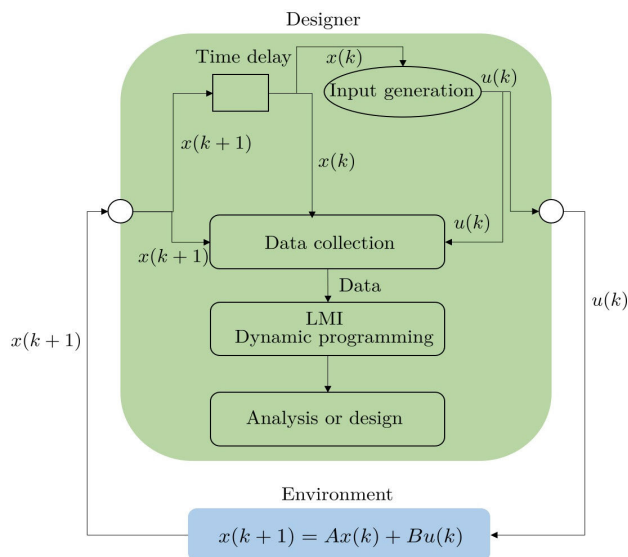 Designer
Time delay
x(k)
u(k)
Input generation
x(k + 1)
x(k)
u(k)
Data collection
x(k + 1)
Data
u(k)
LMI
Dynamic programming
x(k + 1)
Analysis or design
Environment
x(k + 1) = Ax(k) + Bu(k)